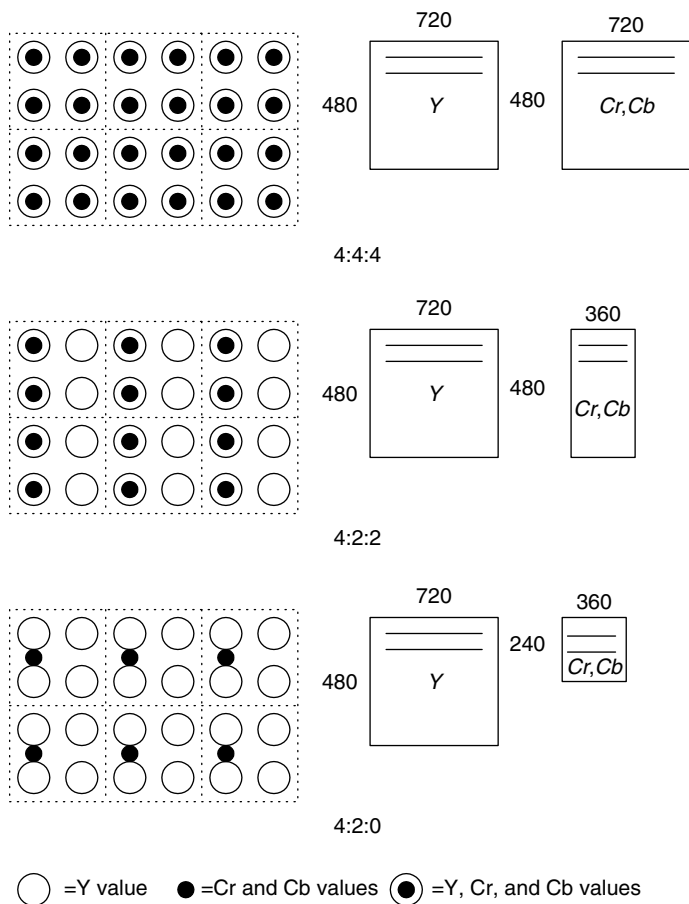 720 720
480 Y 480 Cr,Cb
4:4:4
720 360
480 Y 480 Cr,Cb
4:2:2
720 360
480 Y 240 Cr,Cb
4:2:0
=Y value =Cr and Cb values =Y, Cr, and Cb values